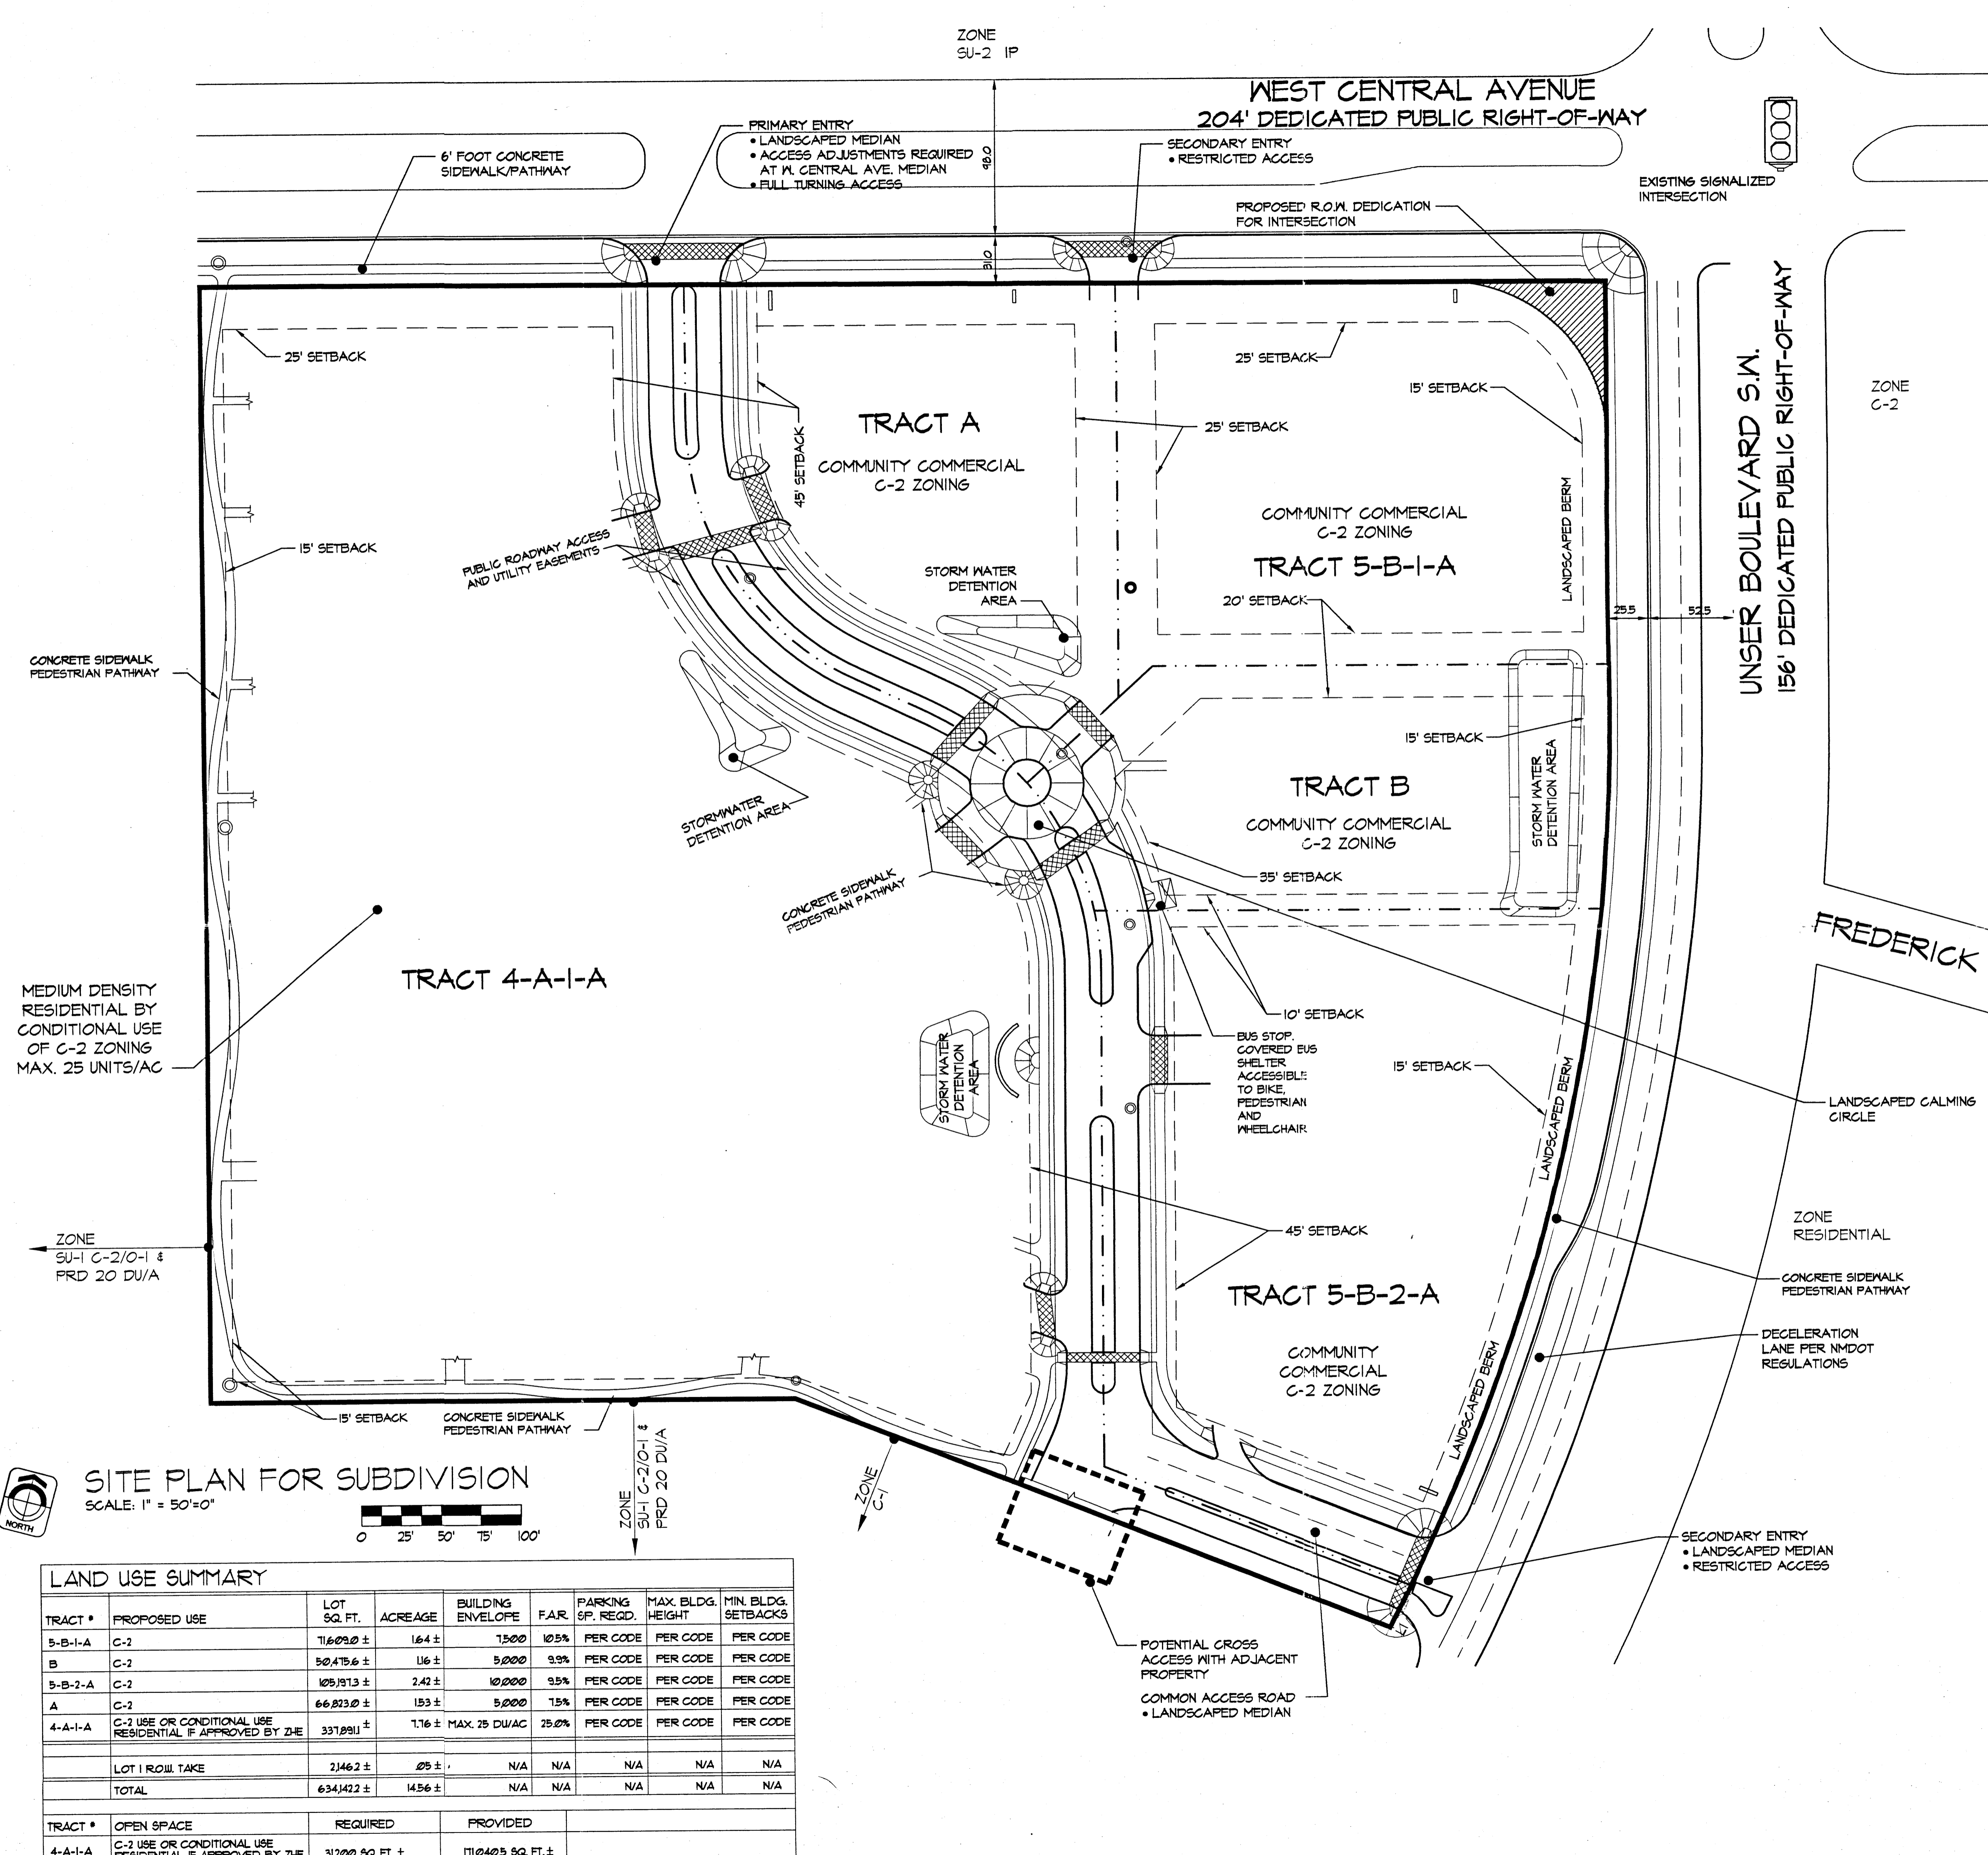 ZONE
SU-2 IP
WEST CENTRAL AVENUE
204' DEDICATED PUBLIC RIGHT-OF-WAY
PRIMARY ENTRY
• LANDSCAPED MEDIAN
• ACCESS ADJUSTMENTS REQUIRED
AT W. CENTRAL AVE. MEDIAN
• FULL TURNING ACCESS
98.0
31.0
SECONDARY ENTRY
• RESTRICTED ACCESS
6' FOOT CONCRETE
SIDEWALK/PATHWAY
EXISTING SIGNALIZED
INTERSECTION
PROPOSED R.O.W. DEDICATION
FOR INTERSECTION
25' SETBACK
25' SETBACK
15' SETBACK
ZONE
C-2
UNSER BOULEVARD S.W.
156' DEDICATED PUBLIC RIGHT-OF-WAY
TRACT A
COMMUNITY COMMERCIAL
C-2 ZONING
45' SETBACK
25' SETBACK
LANDSCAPED BERM
COMMUNITY COMMERCIAL
C-2 ZONING
TRACT 5-B-1-A
15' SETBACK
PUBLIC ROADWAY ACCESS
AND UTILITY EASEMENTS
STORM WATER
DETENTION
AREA
20' SETBACK
25.5
52.5
CONCRETE SIDEWALK
PEDESTRIAN PATHWAY
15' SETBACK
TRACT B
COMMUNITY COMMERCIAL
C-2 ZONING
STORM WATER
DETENTION AREA
STORMWATER
DETENTION AREA
35' SETBACK
CONCRETE SIDEWALK
PEDESTRIAN PATHWAY
FREDERICK
TRACT 4-A-1-A
MEDIUM DENSITY
RESIDENTIAL BY
CONDITIONAL USE
OF C-2 ZONING
MAX. 25 UNITS/AC
10' SETBACK
BUS STOP.
COVERED BUS
SHELTER
ACCESSIBLE
TO BIKE,
PEDESTRIAN
AND
WHEELCHAIR
STORM WATER
DETENTION
AREA
15' SETBACK
LANDSCAPED BERM
LANDSCAPED CALMING
CIRCLE
45' SETBACK
ZONE
RESIDENTIAL
ZONE
SU-1 C-2/O-1 &
PRD 20 DU/A
TRACT 5-B-2-A
COMMUNITY
COMMERCIAL
C-2 ZONING
CONCRETE SIDEWALK
PEDESTRIAN PATHWAY
DECELERATION
LANE PER NMDOT
REGULATIONS
LANDSCAPED BERM
15' SETBACK
CONCRETE SIDEWALK
PEDESTRIAN PATHWAY
ZONE
SU-1 C-2/O-1 &
PRD 20 DU/A
ZONE
C-1
NORTH
SITE PLAN FOR SUBDIVISION
SCALE: 1" = 50'=0"
0 25' 50' 75' 100'
SECONDARY ENTRY
• LANDSCAPED MEDIAN
• RESTRICTED ACCESS
POTENTIAL CROSS
ACCESS WITH ADJACENT
PROPERTY
COMMON ACCESS ROAD
• LANDSCAPED MEDIAN
LAND USE SUMMARY
TRACT # PROPOSED USE LOT SQ. FT. ACREAGE BUILDING ENVELOPE F.A.R. PARKING SP. REQD. MAX. BLDG. HEIGHT MIN. BLDG. SETBACKS
5-B-1-A C-2 71,609.0 ± 1.64 ± 7,500 10.5% PER CODE PER CODE PER CODE
B C-2 50,475.6 ± 1.16 ± 5,000 9.9% PER CODE PER CODE PER CODE
5-B-2-A C-2 105,197.3 ± 2.42 ± 10,000 9.5% PER CODE PER CODE PER CODE
A C-2 66,823.0 ± 1.53 ± 5,000 7.5% PER CODE PER CODE PER CODE
4-A-1-A C-2 USE OR CONDITIONAL USE RESIDENTIAL IF APPROVED BY ZHE 337,891.1 ± 7.76 ± MAX. 25 DU/AC 25.0% PER CODE PER CODE PER CODE
LOT 1 R.O.W. TAKE 2,146.2 ± .05 ± N/A N/A N/A N/A N/A
TOTAL 634,142.2 ± 14.56 ± N/A N/A N/A N/A N/A
TRACT # OPEN SPACE REQUIRED PROVIDED
4-A-1-A C-2 USE OR CONDITIONAL USE